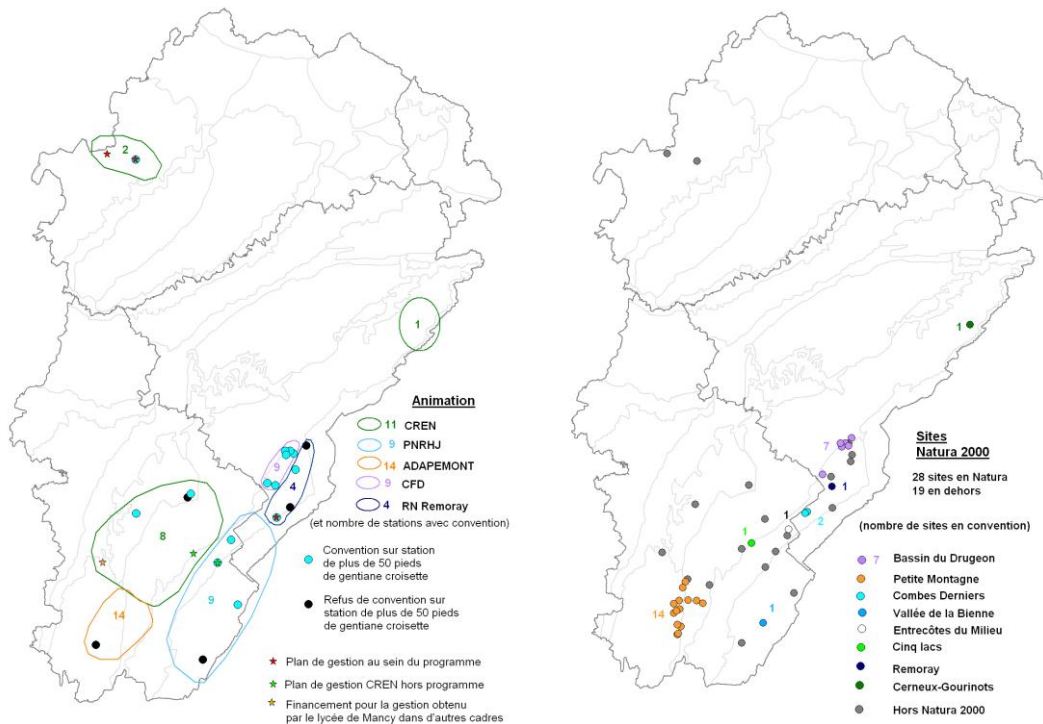 2
1
Animation
11 CREN
9 PNRHJ
14 ADAPEMONT
9 CFD
4 RN Remoray
(et nombre de stations avec convention)
9
4
8
9
14
Convention sur station
de plus de 50 pieds
de gentiane croisette
Refus de convention sur
station de plus de 50 pieds
de gentiane croisette
Plan de gestion au sein du programme
Plan de gestion CREN hors programme
Financement pour la gestion obtenu
par le lycée de Mancy dans d'autres cadres
1
7
1
1
2
1
14
1
Sites
Natura 2000
28 sites en Natura
19 en dehors
(nombre de sites en convention)
Bassin du Drugeon
Petite Montagne
Combes Derniers
Vallée de la Bienne
Entrecôtes du Milieu
Cinq lacs
Remoray
Cerneux-Gourinots
Hors Natura 2000